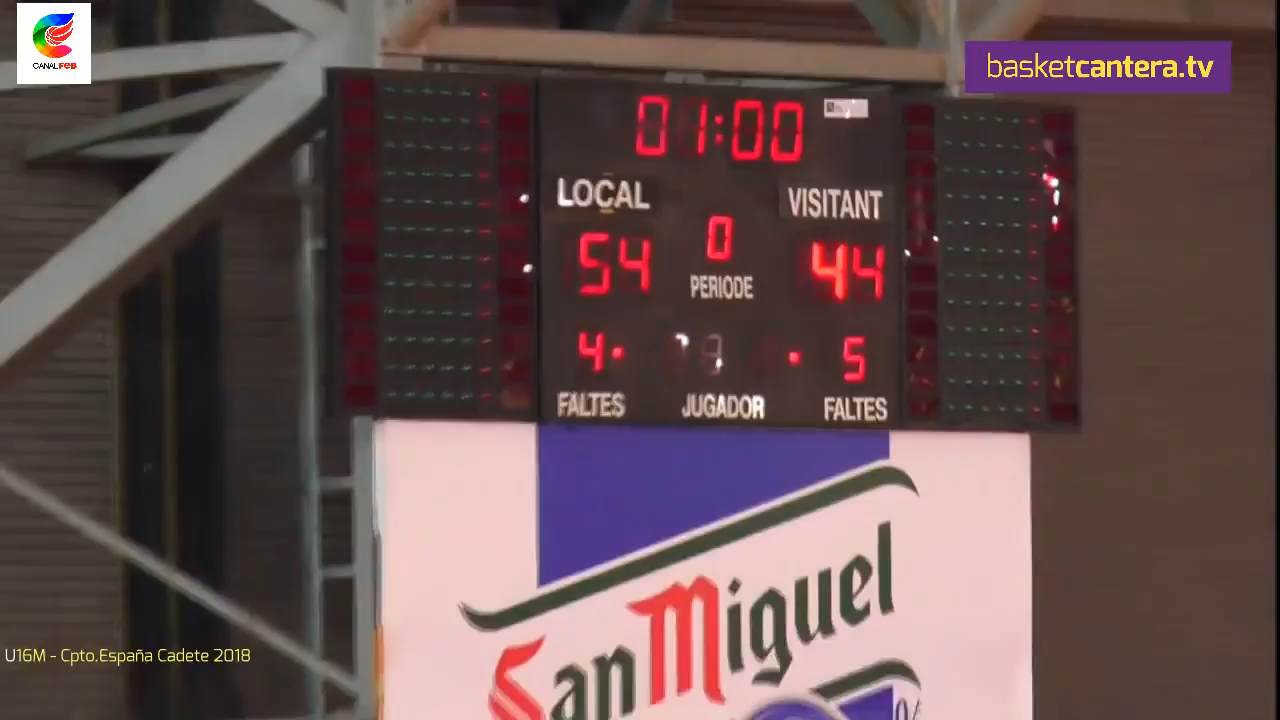 CANALFEB
basketcantera.tv
01:00
LOCAL
VISITANT
54
0
44
PERIODE
4
5
FALTES
JUGADOR
FALTES
San Miguel
U16M - Cpto.España Cadete 2018